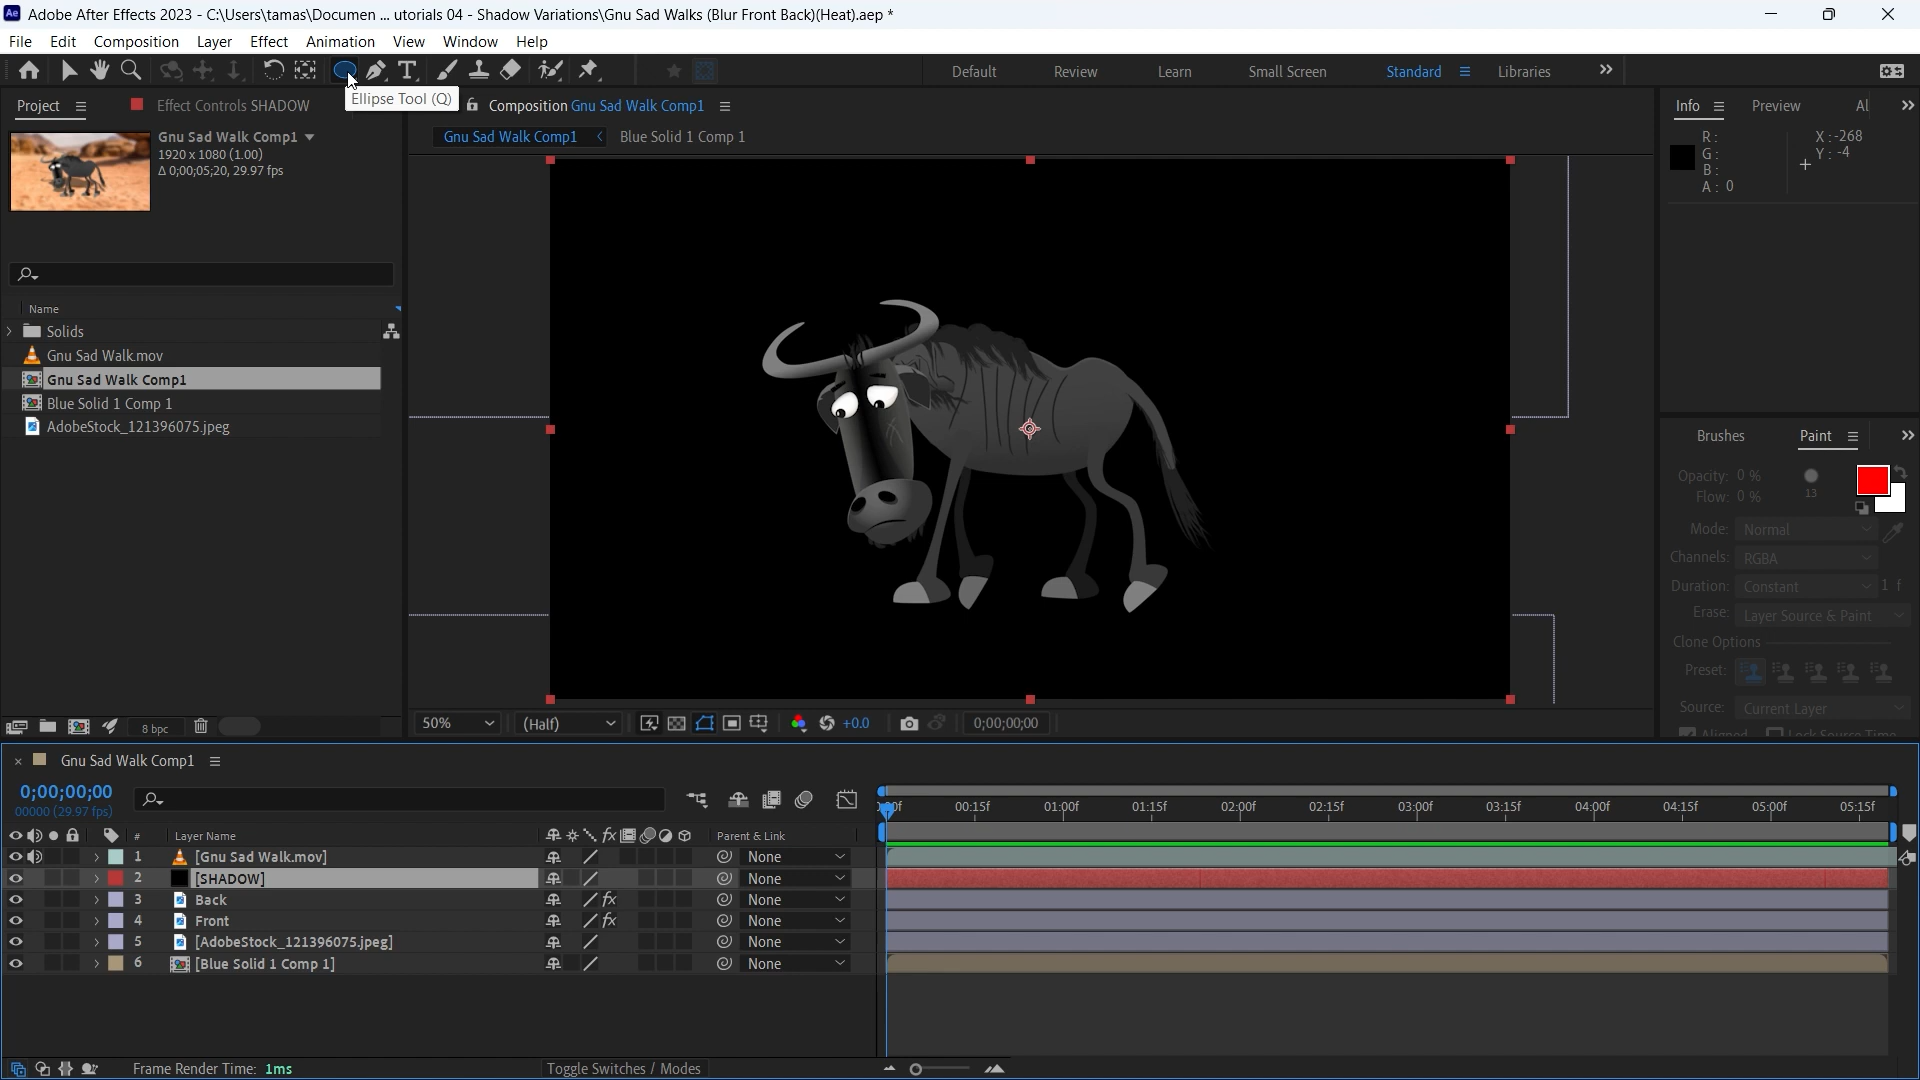 Adobe After Effects 2023 - C:\Users\tamas\Documen ... utorials 04 - Shadow Variations\Gnu Sad Walks (Blur Front Back)(Heat).aep *
File Edit Composition Layer Effect Animation View Window Help
Default Review Learn Small Screen Standard Libraries
Ellipse Tool (Q)
Project Effect Controls SHADOW
Composition Gnu Sad Walk Comp1
Gnu Sad Walk Comp1 Blue Solid 1 Comp 1
Gnu Sad Walk Comp1
1920 x 1080 (1.00)
Δ 0;00;05;20, 29.97 fps
Name
Solids
Gnu Sad Walk.mov
Gnu Sad Walk Comp1
Blue Solid 1 Comp 1
AdobeStock_121396075.jpeg
8 bpc
50% (Half) +0.0 0;00;00;00
Info Preview Al
R:
G:
B:
A: 0
X:-268
Y: -4
Brushes Paint
Opacity: 0 %
Flow: 0 %
13
Mode: Normal
Channels: RGBA
Duration: Constant 1 f
Erase: Layer Source & Paint
Clone Options
Preset:
Source: Current Layer
Aligned Lock Source Time
Gnu Sad Walk Comp1
0;00;00;00
00000 (29.97 fps)
00:15f 01:00f 01:15f 02:00f 02:15f 03:00f 03:15f 04:00f 04:15f 05:00f 05:15f
# Layer Name Parent & Link
1 [Gnu Sad Walk.mov] None
2 [SHADOW] None
3 Back fx None
4 Front fx None
5 [AdobeStock_121396075.jpeg] None
6 [Blue Solid 1 Comp 1] None
Frame Render Time: 1ms Toggle Switches / Modes